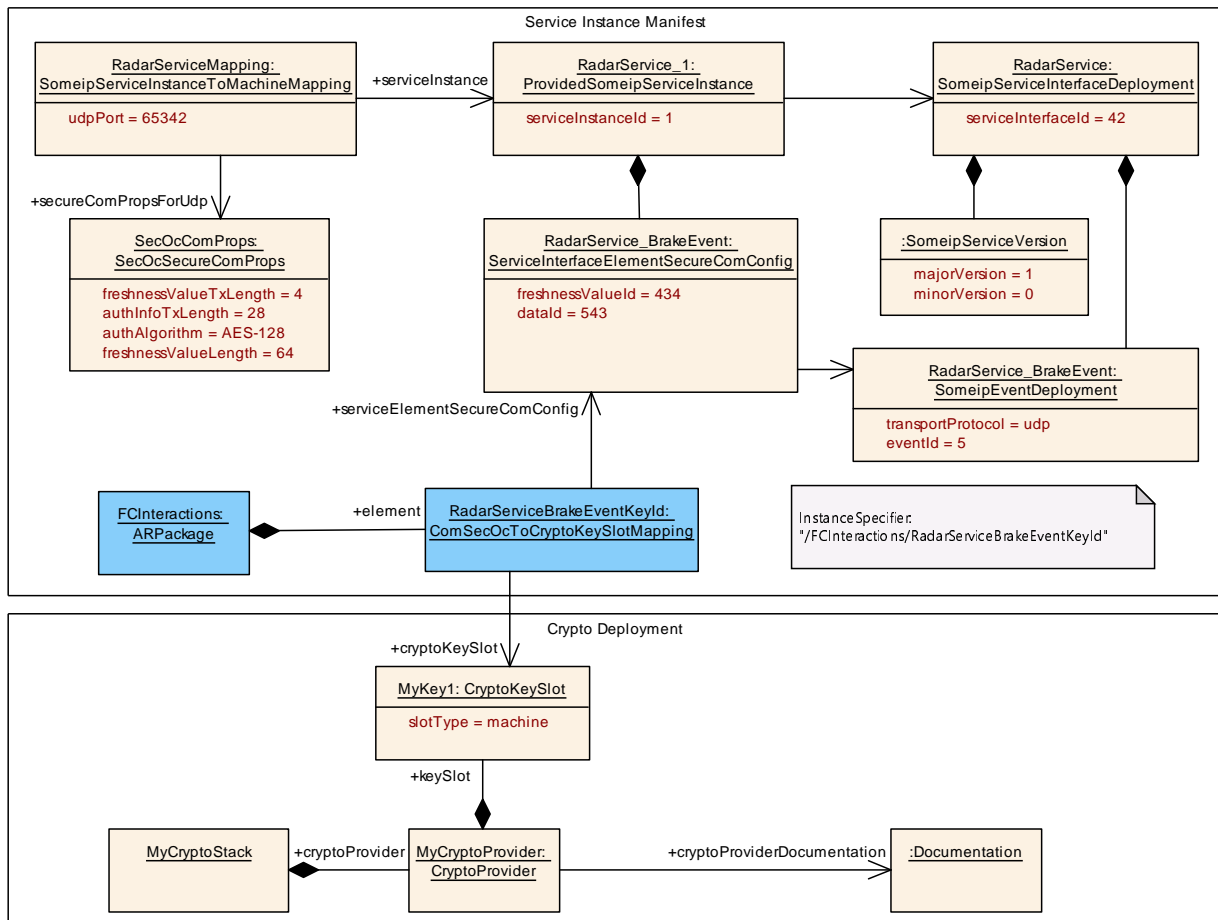 Service Instance Manifest
RadarServiceMapping:
SomeipServiceInstanceToMachineMapping
udpPort = 65342
+serviceInstance
RadarService_1:
ProvidedSomeipServiceInstance
serviceInstanceId = 1
RadarService:
SomeipServiceInterfaceDeployment
serviceInterfaceId = 42
+secureComPropsForUdp
SecOcComProps:
SecOcSecureComProps
freshnessValueTxLength = 4
authInfoTxLength = 28
authAlgorithm = AES-128
freshnessValueLength = 64
RadarService_BrakeEvent:
ServiceInterfaceElementSecureComConfig
freshnessValueId = 434
dataId = 543
:SomeipServiceVersion
majorVersion = 1
minorVersion = 0
RadarService_BrakeEvent:
SomeipEventDeployment
transportProtocol = udp
eventId = 5
+serviceElementSecureComConfig
FCInteractions:
ARPackage
+element
RadarServiceBrakeEventKeyId:
ComSecOcToCryptoKeySlotMapping
InstanceSpecifier:
"/FCInteractions/RadarServiceBrakeEventKeyId"
Crypto Deployment
+cryptoKeySlot
MyKey1: CryptoKeySlot
slotType = machine
+keySlot
MyCryptoStack
+cryptoProvider
MyCryptoProvider:
CryptoProvider
+cryptoProviderDocumentation
:Documentation